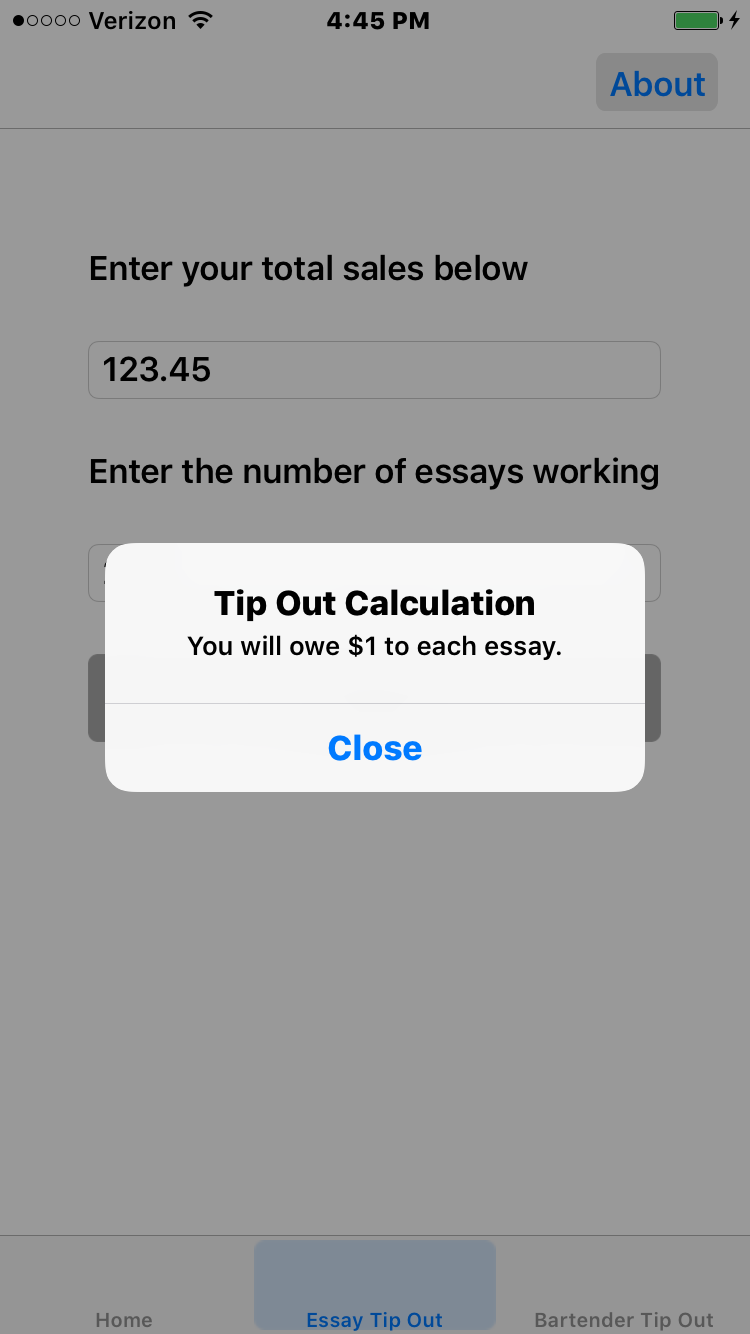 Verizon 4:45 PM
About
Enter your total sales below
123.45
Enter the number of essays working
Tip Out Calculation
You will owe $1 to each essay.
Close
Home Essay Tip Out Bartender Tip Out